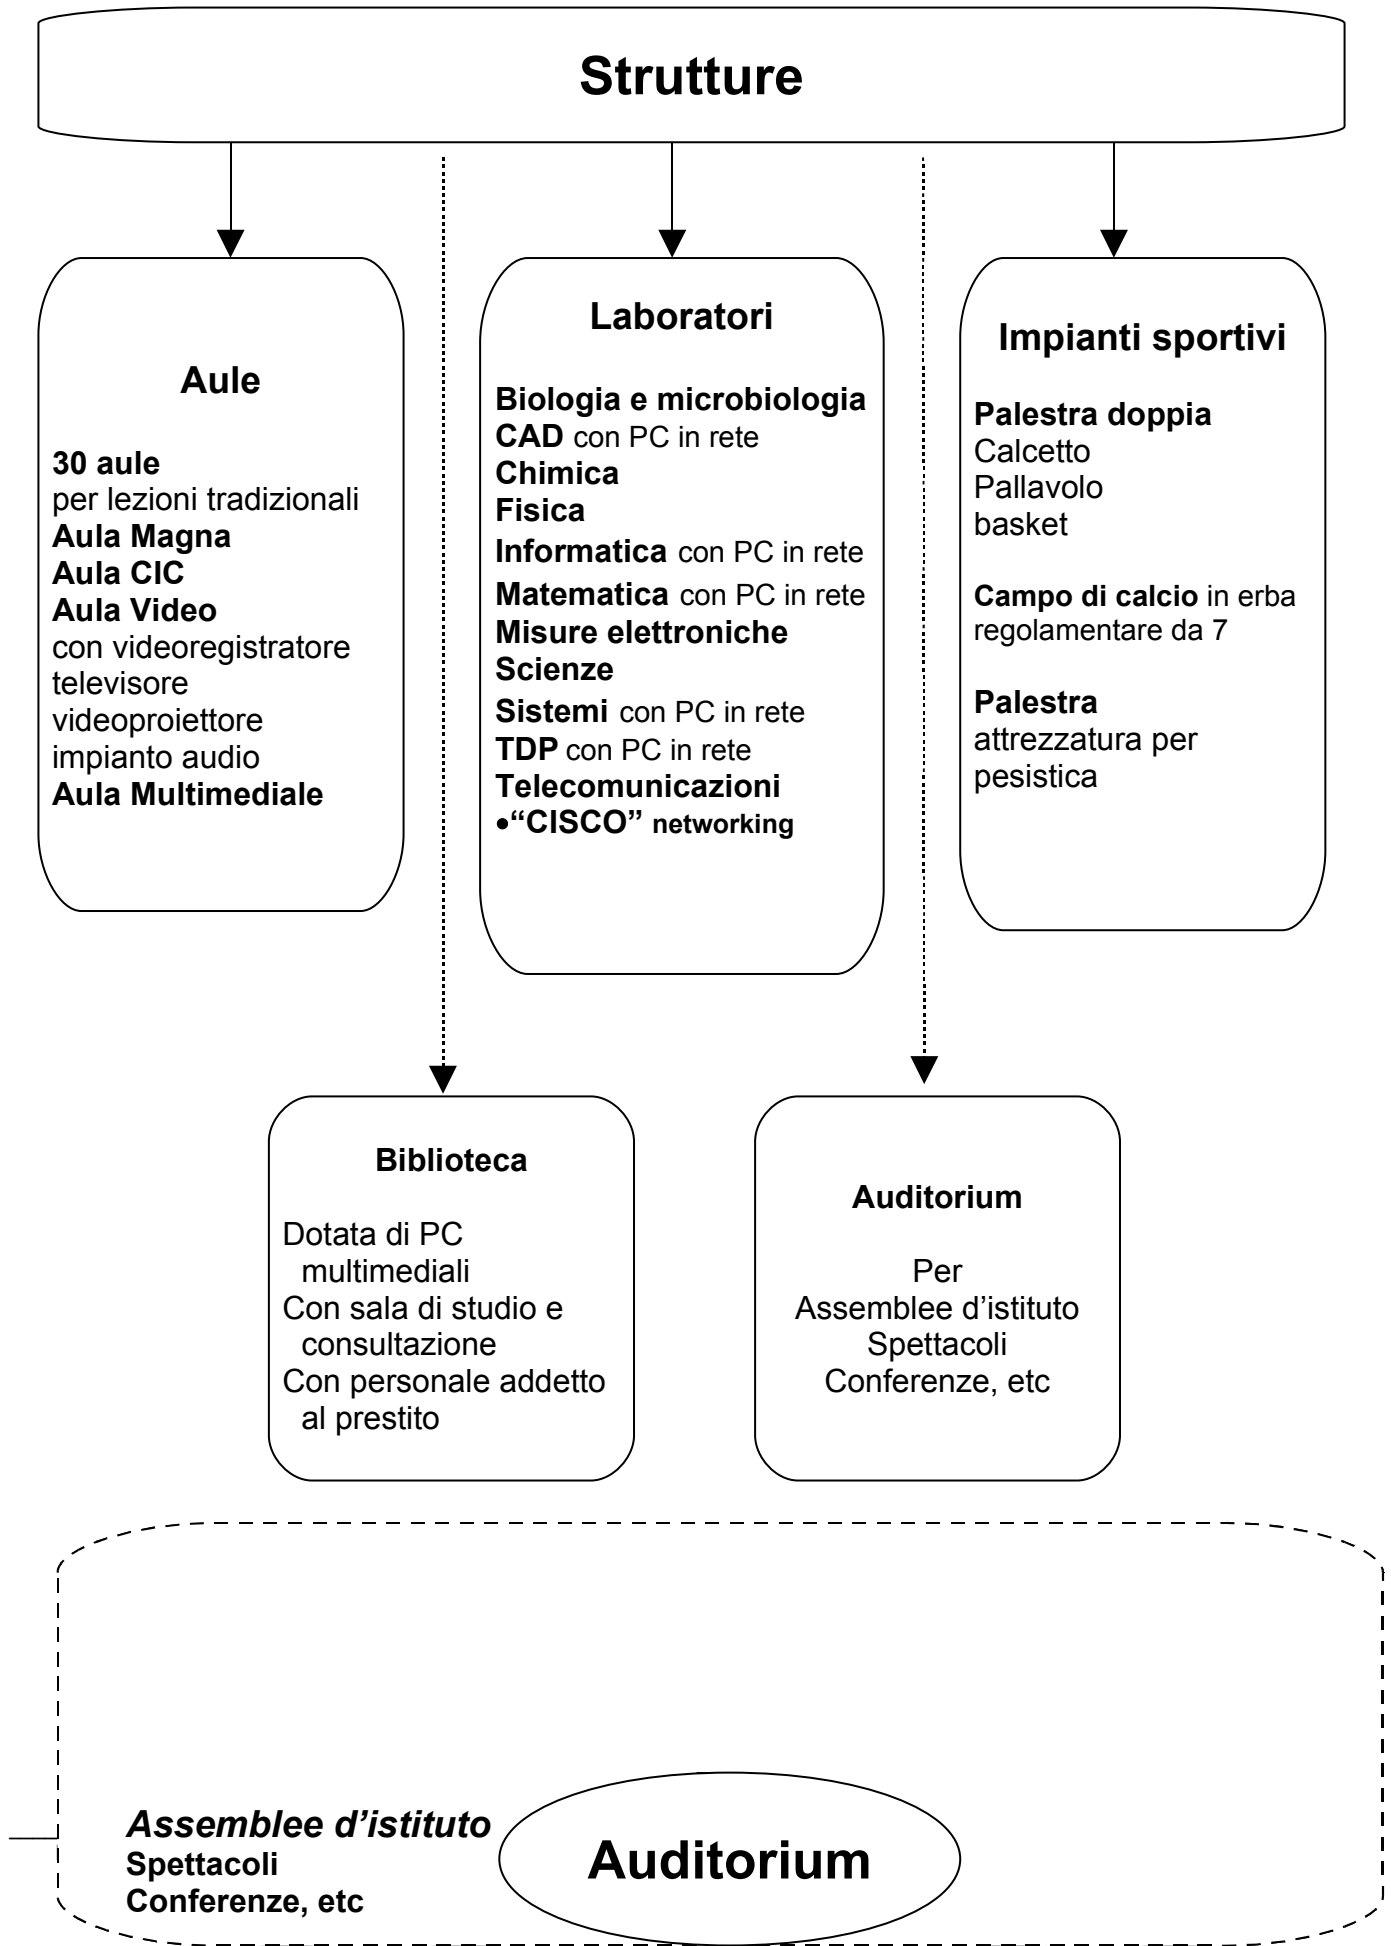 Strutture
Aule
30 aule
per lezioni tradizionali
Aula Magna
Aula CIC
Aula Video
con videoregistratore
televisore
videoproiettore
impianto audio
Aula Multimediale
Laboratori
Biologia e microbiologia
CAD con PC in rete
Chimica
Fisica
Informatica con PC in rete
Matematica con PC in rete
Misure elettroniche
Scienze
Sistemi con PC in rete
TDP con PC in rete
Telecomunicazioni
•“CISCO” networking
Impianti sportivi
Palestra doppia
Calcetto
Pallavolo
basket
Campo di calcio in erba
regolamentare da 7
Palestra
attrezzatura per
pesistica
Biblioteca
Dotata di PC
multimediali
Con sala di studio e
consultazione
Con personale addetto
al prestito
Auditorium
Per
Assemblee d’istituto
Spettacoli
Conferenze, etc
Assemblee d’istituto
Spettacoli
Conferenze, etc
Auditorium